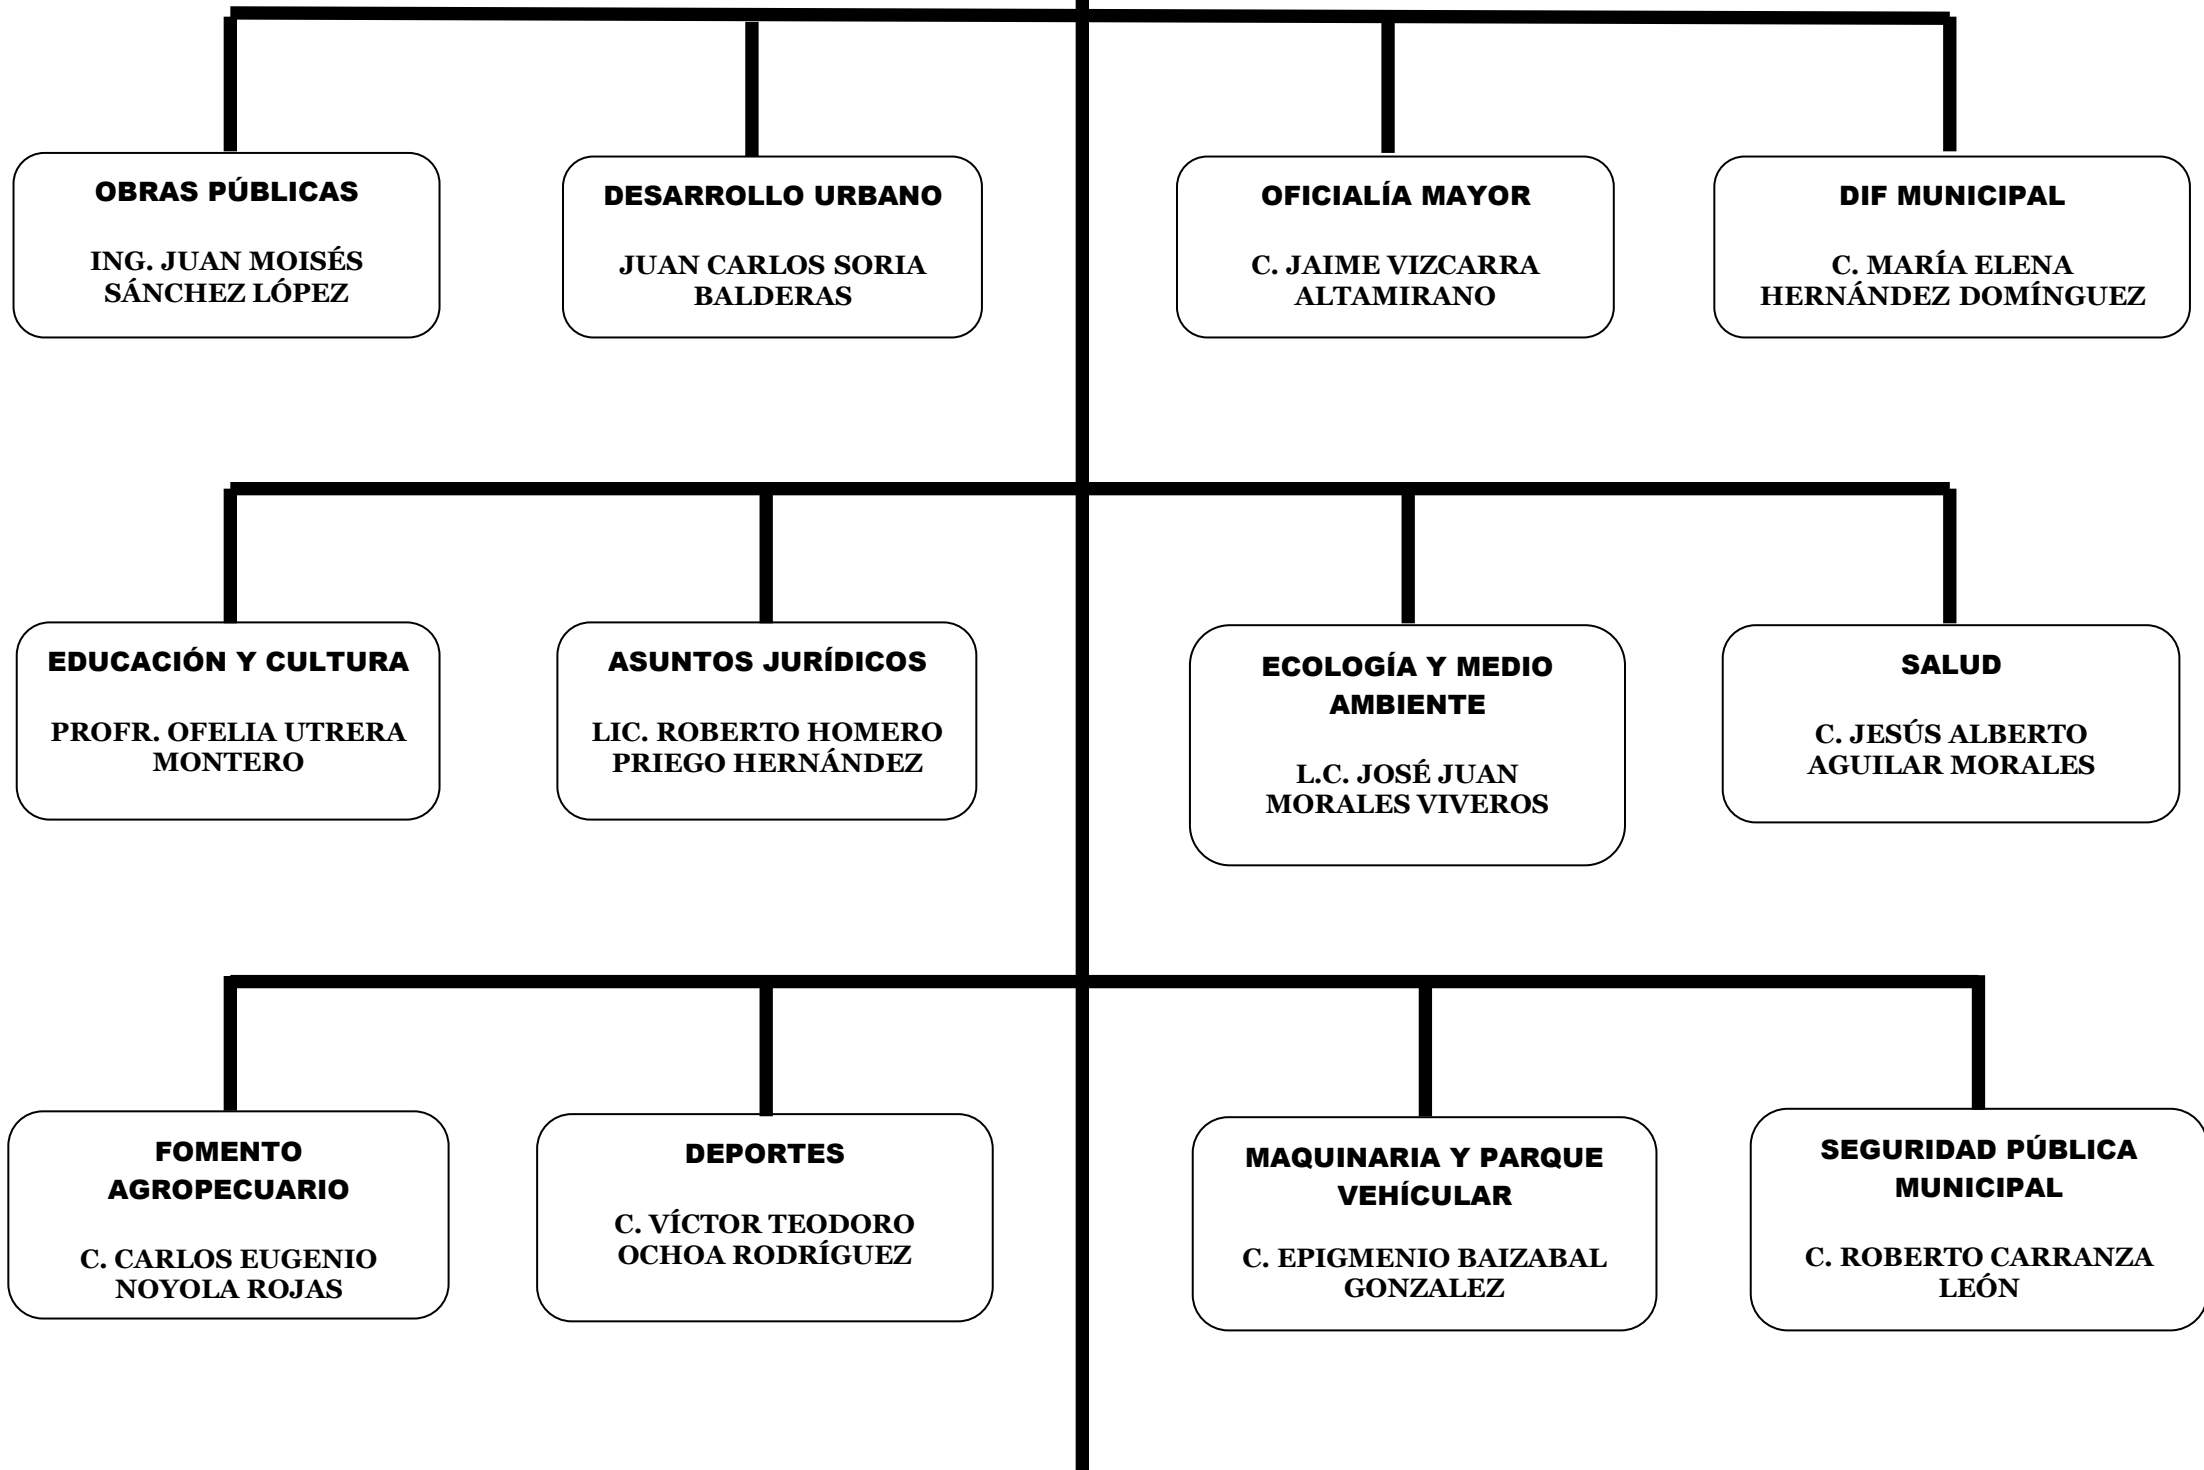 OBRAS PÚBLICAS
ING. JUAN MOISÉS
SÁNCHEZ LÓPEZ
DESARROLLO URBANO
JUAN CARLOS SORIA
BALDERAS
OFICIALÍA MAYOR
C. JAIME VIZCARRA
ALTAMIRANO
DIF MUNICIPAL
C. MARÍA ELENA
HERNÁNDEZ DOMÍNGUEZ
EDUCACIÓN Y CULTURA
PROFR. OFELIA UTRERA
MONTERO
ASUNTOS JURÍDICOS
LIC. ROBERTO HOMERO
PRIEGO HERNÁNDEZ
ECOLOGÍA Y MEDIO
AMBIENTE
L.C. JOSÉ JUAN
MORALES VIVEROS
SALUD
C. JESÚS ALBERTO
AGUILAR MORALES
FOMENTO
AGROPECUARIO
C. CARLOS EUGENIO
NOYOLA ROJAS
DEPORTES
C. VÍCTOR TEODORO
OCHOA RODRÍGUEZ
MAQUINARIA Y PARQUE
VEHÍCULAR
C. EPIGMENIO BAIZABAL
GONZALEZ
SEGURIDAD PÚBLICA
MUNICIPAL
C. ROBERTO CARRANZA
LEÓN